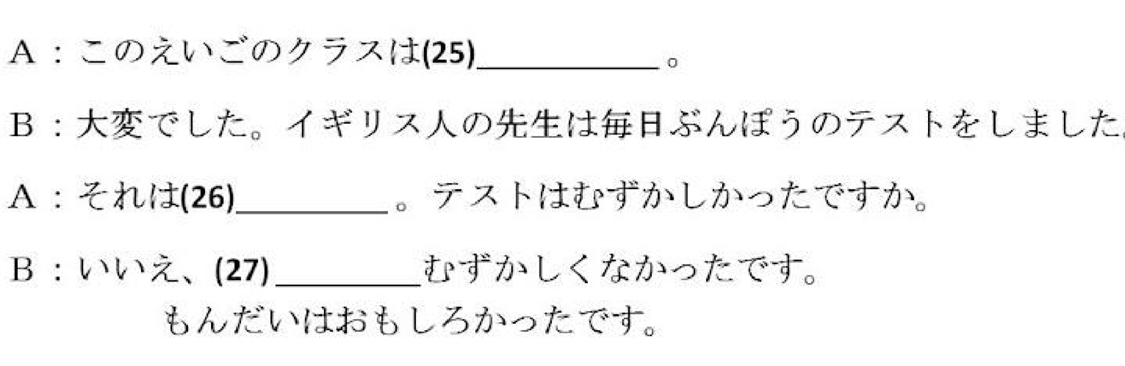 A：このえいごのクラスは(25)__________。
B：大変でした。イギリス人の先生は毎日ぶんぽうのテストをしました。
A：それは(26)_________。テストはむずかしかったですか。
B：いいえ、(27)________むずかしくなかったです。
もんだいはおもしろかったです。